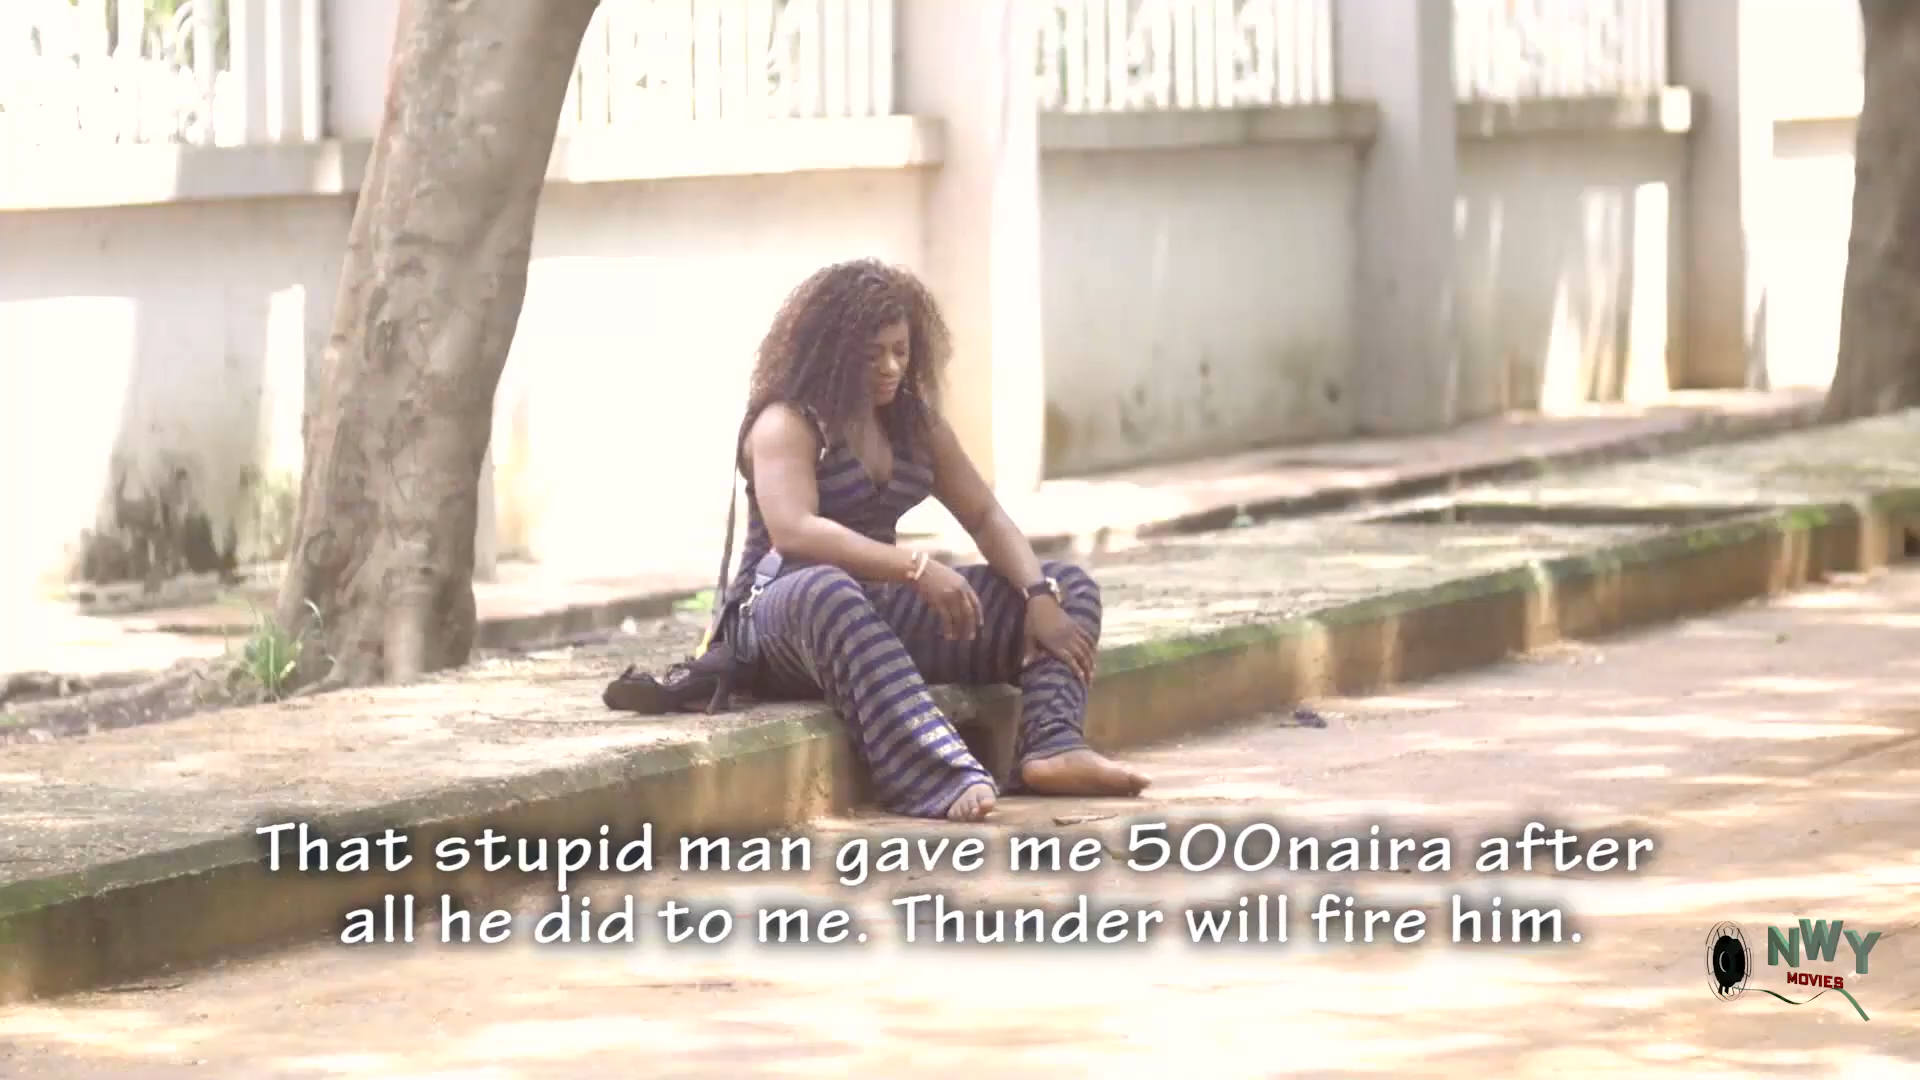 That stupid man gave me 500naira after
all he did to me. Thunder will fire him.
NWY
MOVIES